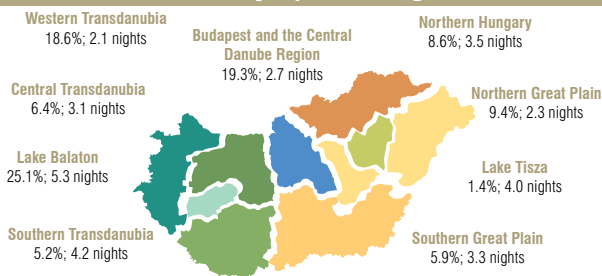 Western Transdanubia
18.6%; 2.1 nights
Budapest and the Central
Danube Region
19.3%; 2.7 nights
Northern Hungary
8.6%; 3.5 nights
Central Transdanubia
6.4%; 3.1 nights
Northern Great Plain
9.4%; 2.3 nights
Lake Balaton
25.1%; 5.3 nights
Lake Tisza
1.4%; 4.0 nights
Southern Transdanubia
5.2%; 4.2 nights
Southern Great Plain
5.9%; 3.3 nights